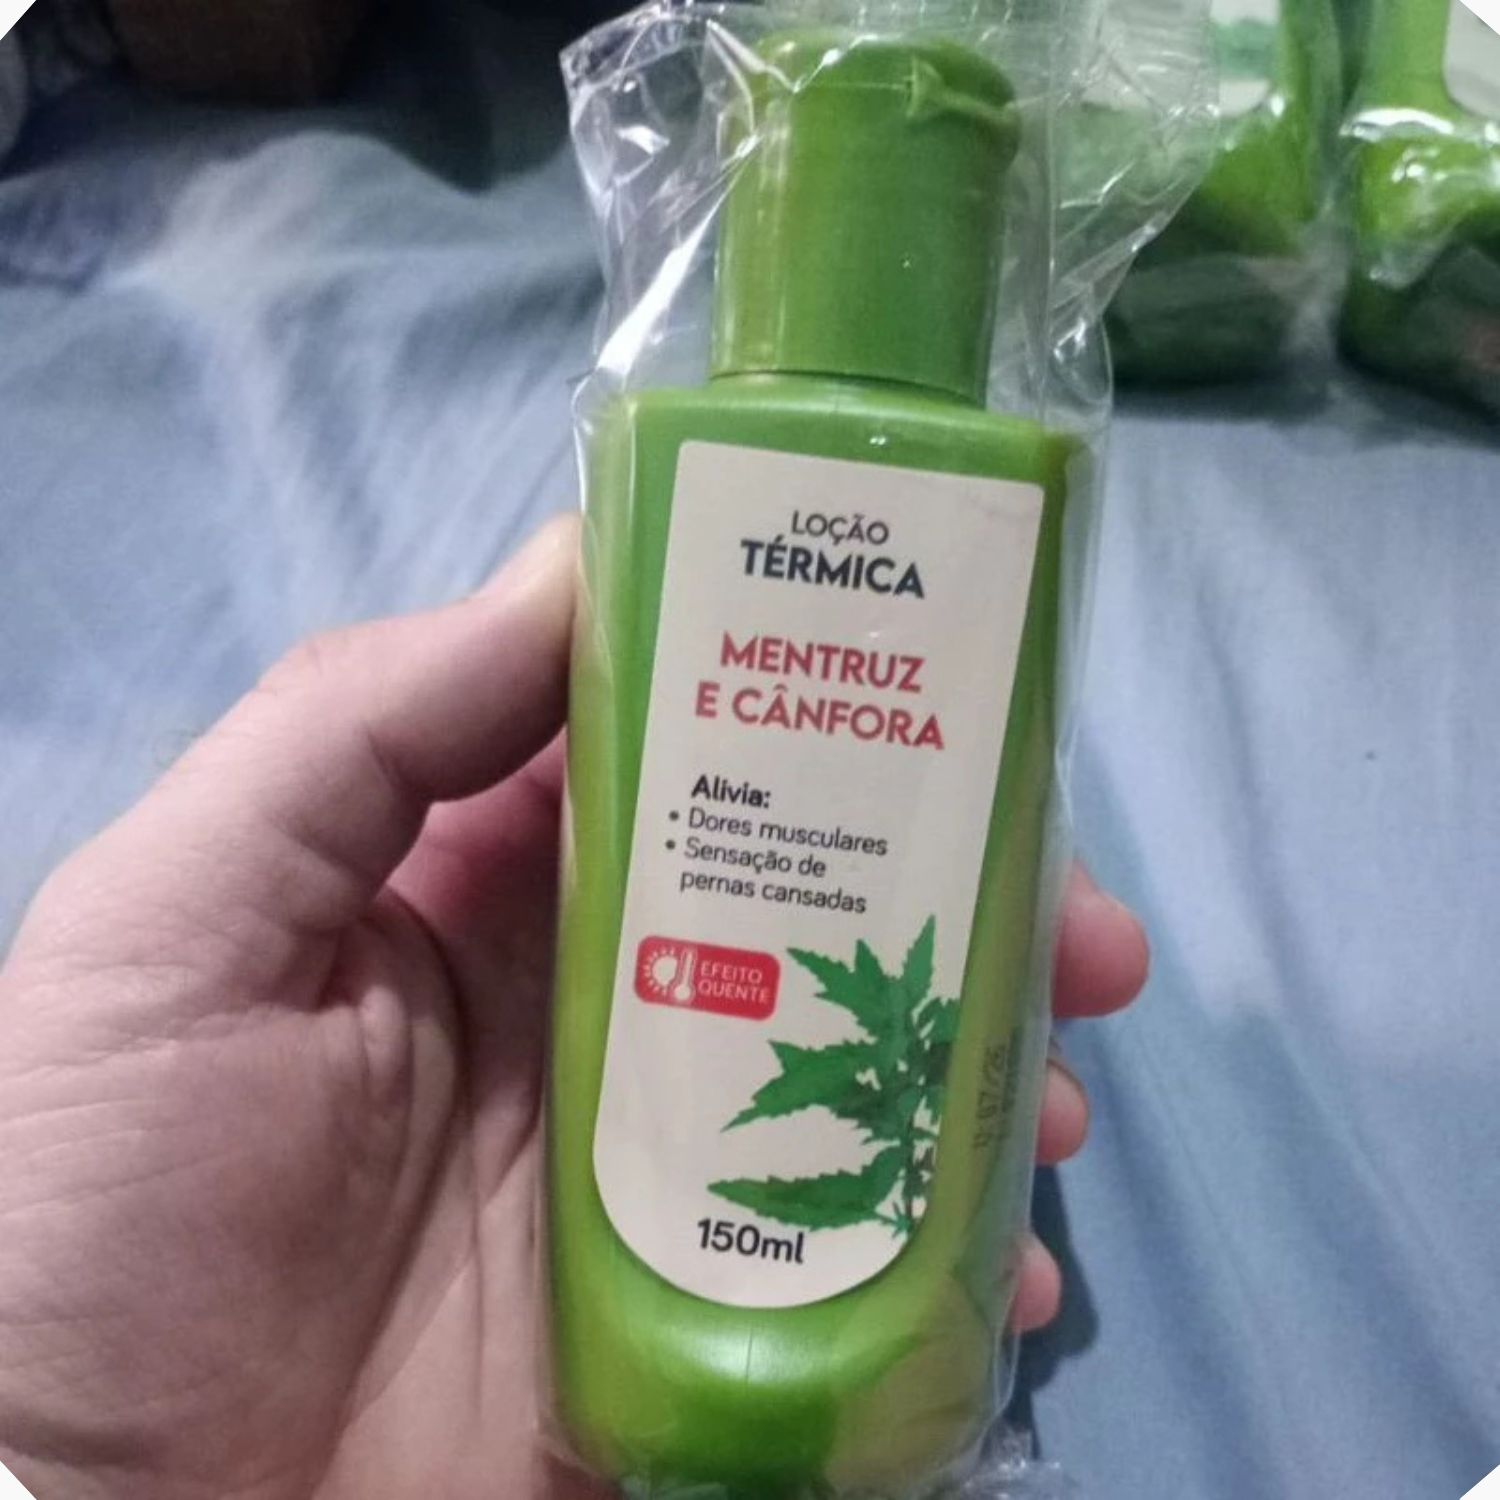 LOÇÃO
TÉRMICA
MENTRUZ
E CÂNFORA
Alivia:
• Dores musculares
• Sensação de
pernas cansadas
EFEITO
QUENTE
150ml